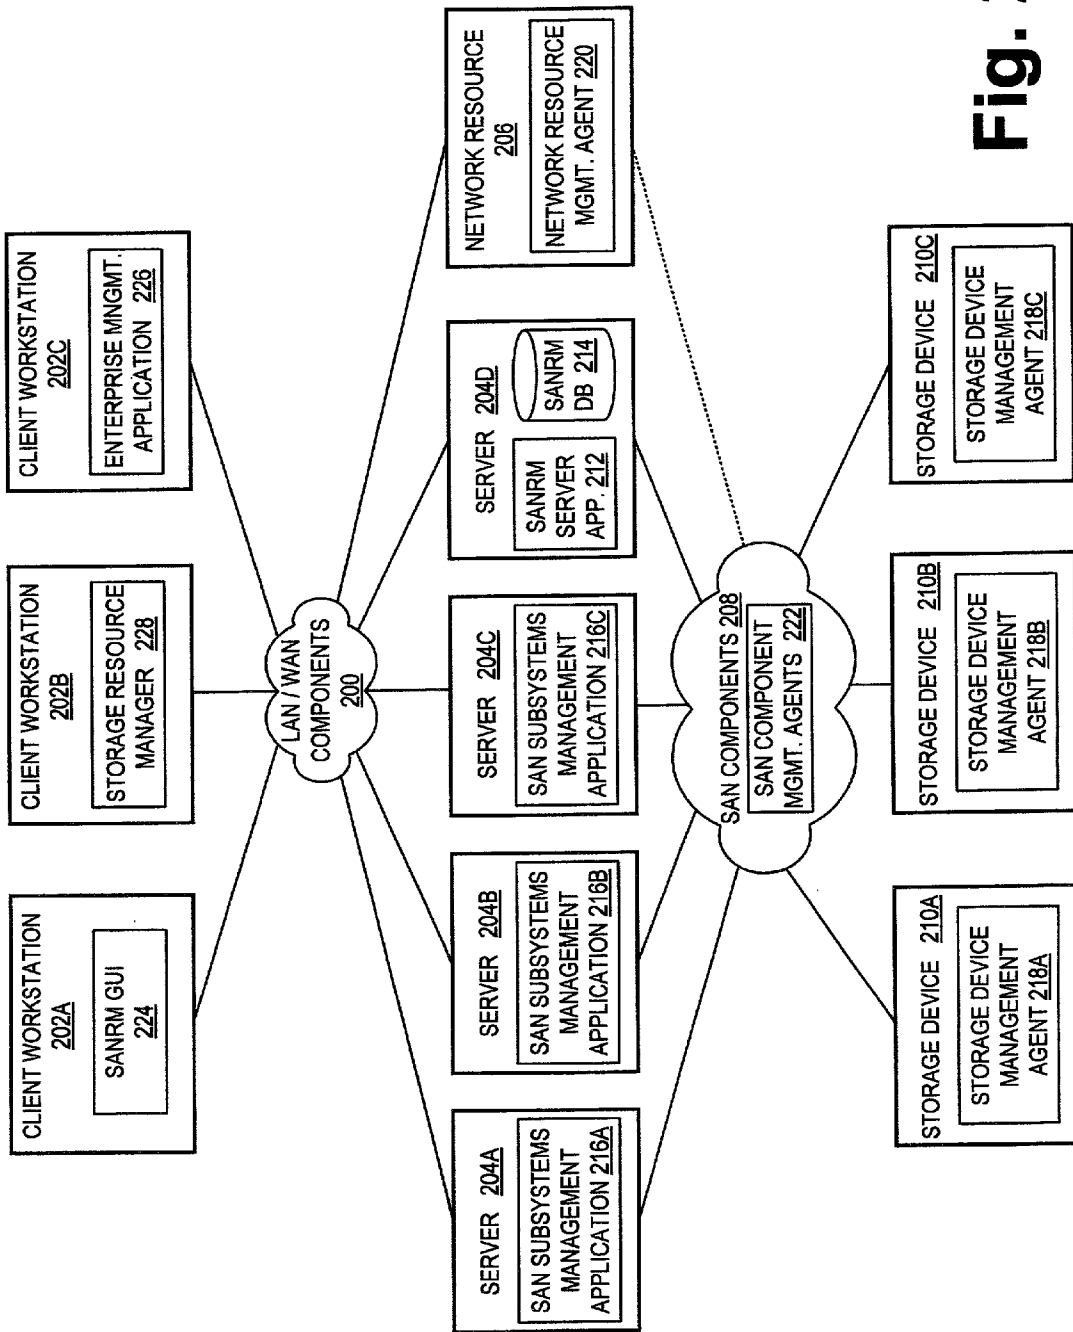 CLIENT WORKSTATION
202A
SANRM GUI
224
CLIENT WORKSTATION
202B
STORAGE RESOURCE
MANAGER 228
CLIENT WORKSTATION
202C
ENTERPRISE MNGMT.
APPLICATION 226
LAN / WAN
COMPONENTS
200
SERVER 204A
SAN SUBSYSTEMS
MANAGEMENT
APPLICATION 216A
SERVER 204B
SAN SUBSYSTEMS
MANAGEMENT
APPLICATION 216B
SERVER 204C
SAN SUBSYSTEMS
MANAGEMENT
APPLICATION 216C
SERVER 204D
SANRM
SERVER
APP. 212
SANRM
DB 214
NETWORK RESOURCE
206
NETWORK RESOURCE
MGMT. AGENT 220
SAN COMPONENTS 208
SAN COMPONENT
MGMT. AGENTS 222
STORAGE DEVICE 210A
STORAGE DEVICE
MANAGEMENT
AGENT 218A
STORAGE DEVICE 210B
STORAGE DEVICE
MANAGEMENT
AGENT 218B
STORAGE DEVICE 210C
STORAGE DEVICE
MANAGEMENT
AGENT 218C
Fig.